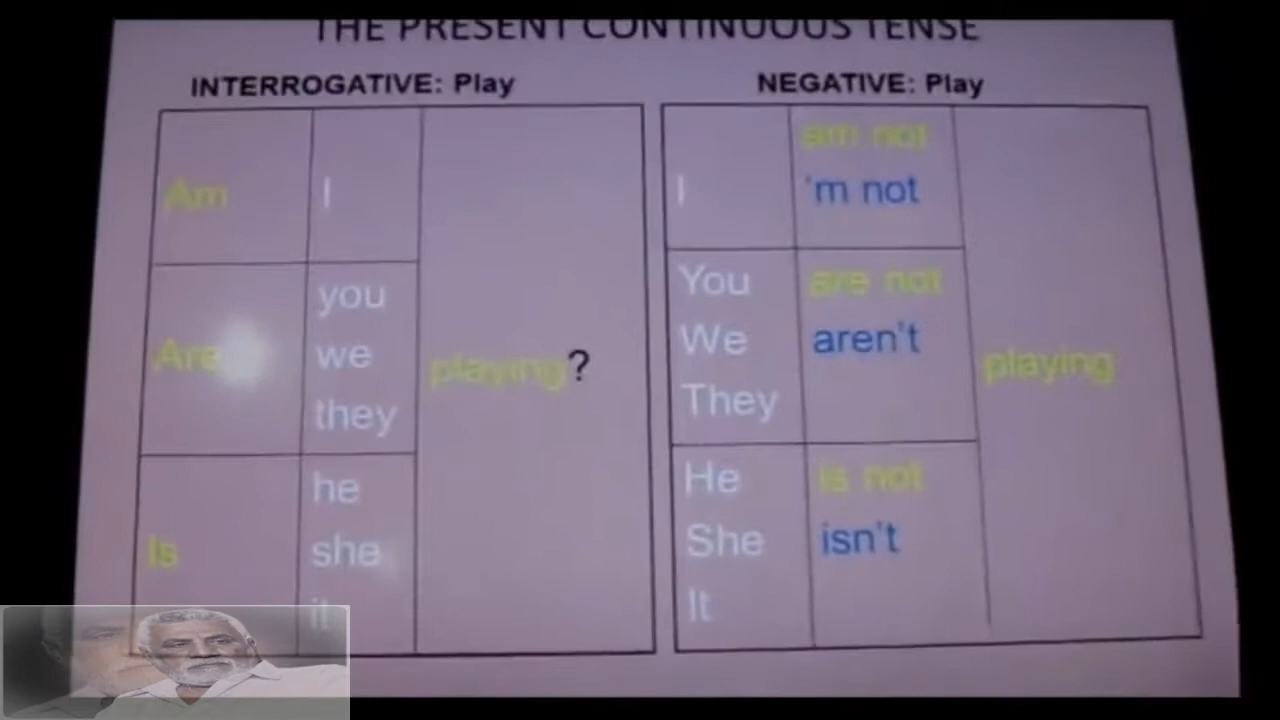 THE PRESENT CONTINUOUS TENSE
INTERROGATIVE: Play
Am I
Are you
we
they
playing?
Is he
she
it
NEGATIVE: Play
I am not
'm not
You are not
We aren't
They
playing
He is not
She isn't
It